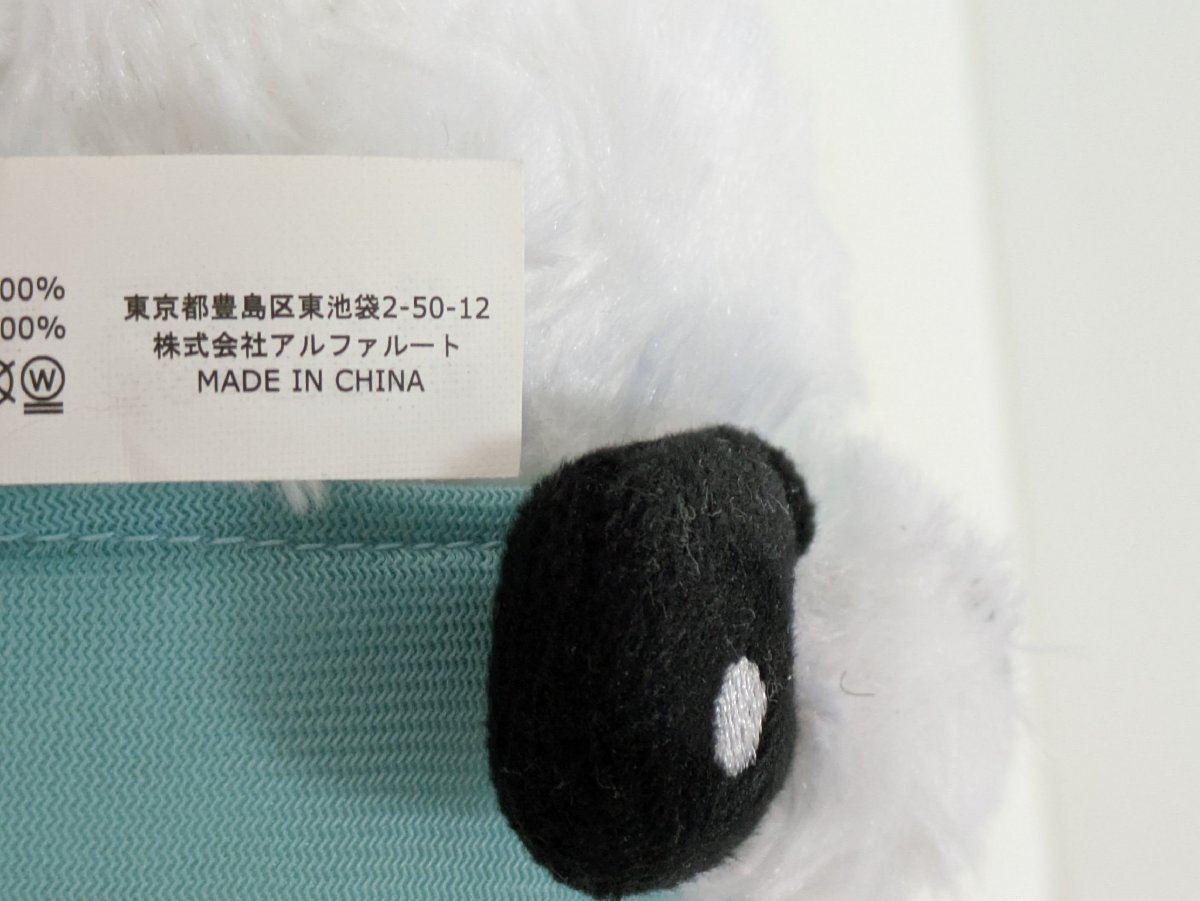 00%
00%
W
東京都豊島区東池袋2-50-12
株式会社アルファルート
MADE IN CHINA